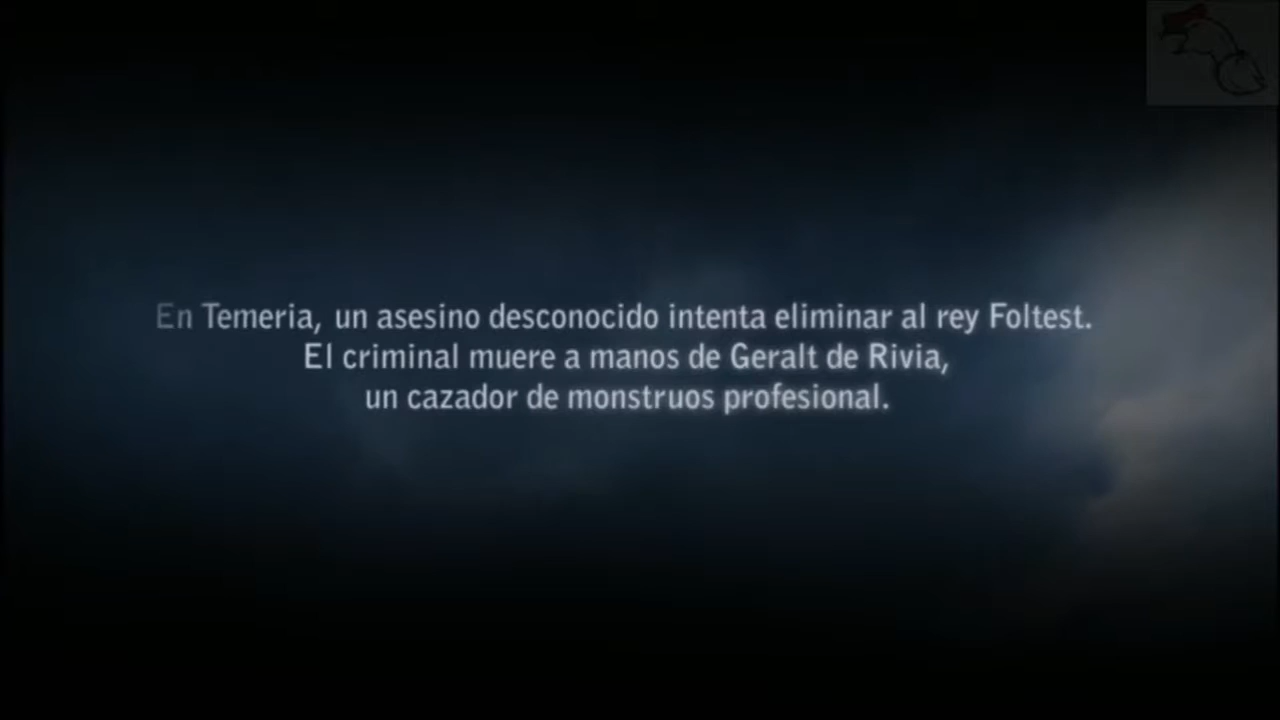 En Temeria, un asesino desconocido intenta eliminar al rey Foltest.
El criminal muere a manos de Geralt de Rivia,
un cazador de monstruos profesional.